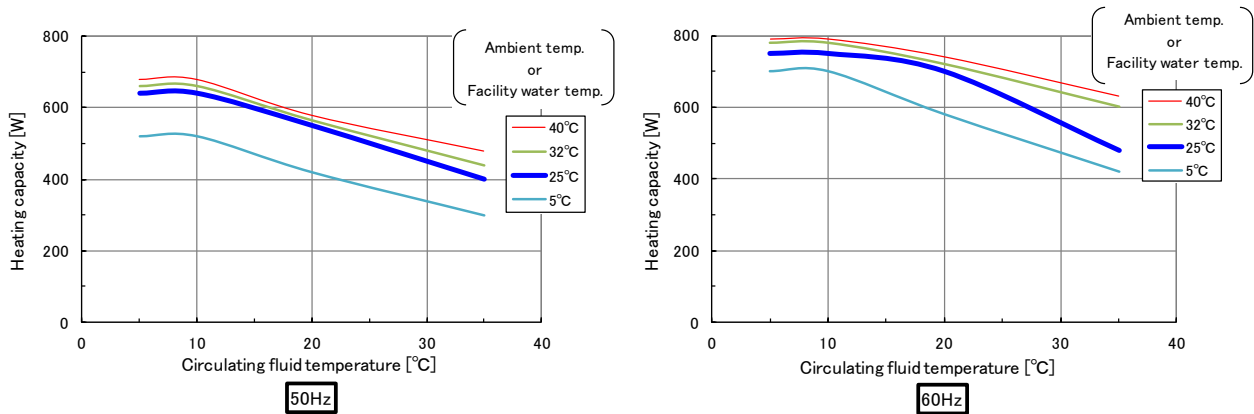 Ambient temp.
or
Facility water temp.
800
600
400
200
0
Heating capacity [W]
40℃
32℃
25℃
5℃
0
10
20
30
40
Circulating fluid temperature [℃]
50Hz
Ambient temp.
or
Facility water temp.
800
600
400
200
0
Heating capacity [W]
40℃
32℃
25℃
5℃
0
10
20
30
40
Circulating fluid temperature [℃]
60Hz